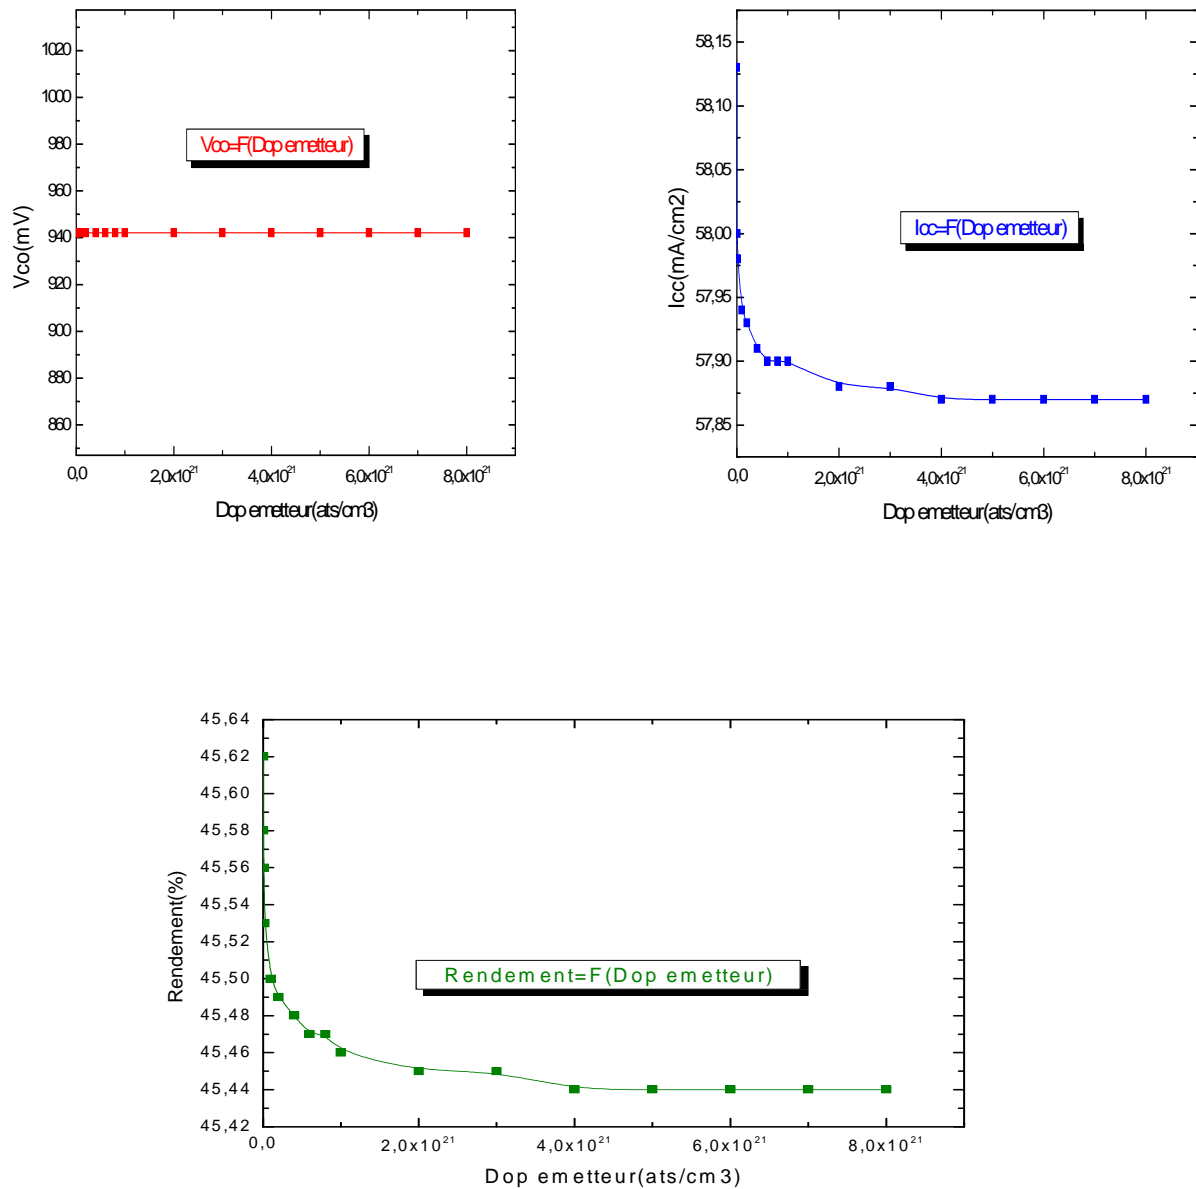 1020
1000
980
960
940
920
900
880
860
Vco(mV)
Vco=F(Dop emetteur)
0,0 2,0x10²¹ 4,0x10²¹ 6,0x10²¹ 8,0x10²¹
Dop emetteur(ats/cm3)
58,15
58,10
58,05
58,00
57,95
57,90
57,85
Icc(mA/cm2)
Icc=F(Dop emetteur)
0,0 2,0x10²¹ 4,0x10²¹ 6,0x10²¹ 8,0x10²¹
Dop emetteur(ats/cm3)
45,64
45,62
45,60
45,58
45,56
45,54
45,52
45,50
45,48
45,46
45,44
45,42
Rendement(%)
Rendement=F(Dop emetteur)
0,0 2,0x10²¹ 4,0x10²¹ 6,0x10²¹ 8,0x10²¹
Dop emetteur(ats/cm3)